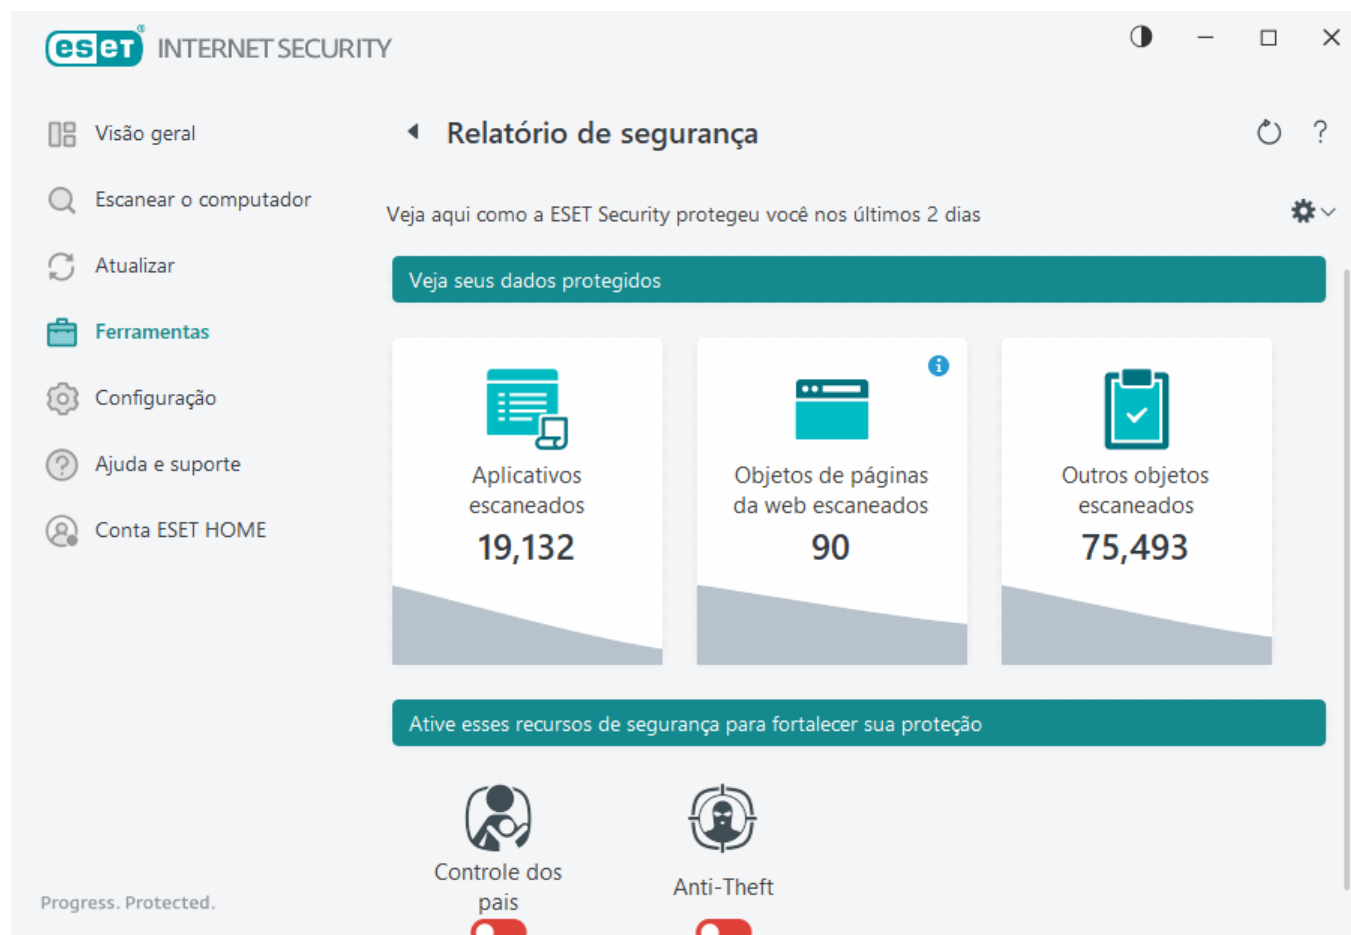 eset® INTERNET SECURITY
Visão geral
Escanear o computador
Atualizar
Ferramentas
Configuração
Ajuda e suporte
Conta ESET HOME
Progress. Protected.
Relatório de segurança
?
Veja aqui como a ESET Security protegeu você nos últimos 2 dias
Veja seus dados protegidos
Aplicativos
escaneados
19,132
Objetos de páginas
da web escaneados
90
Outros objetos
escaneados
75,493
Ative esses recursos de segurança para fortalecer sua proteção
Controle dos
pais
Anti-Theft